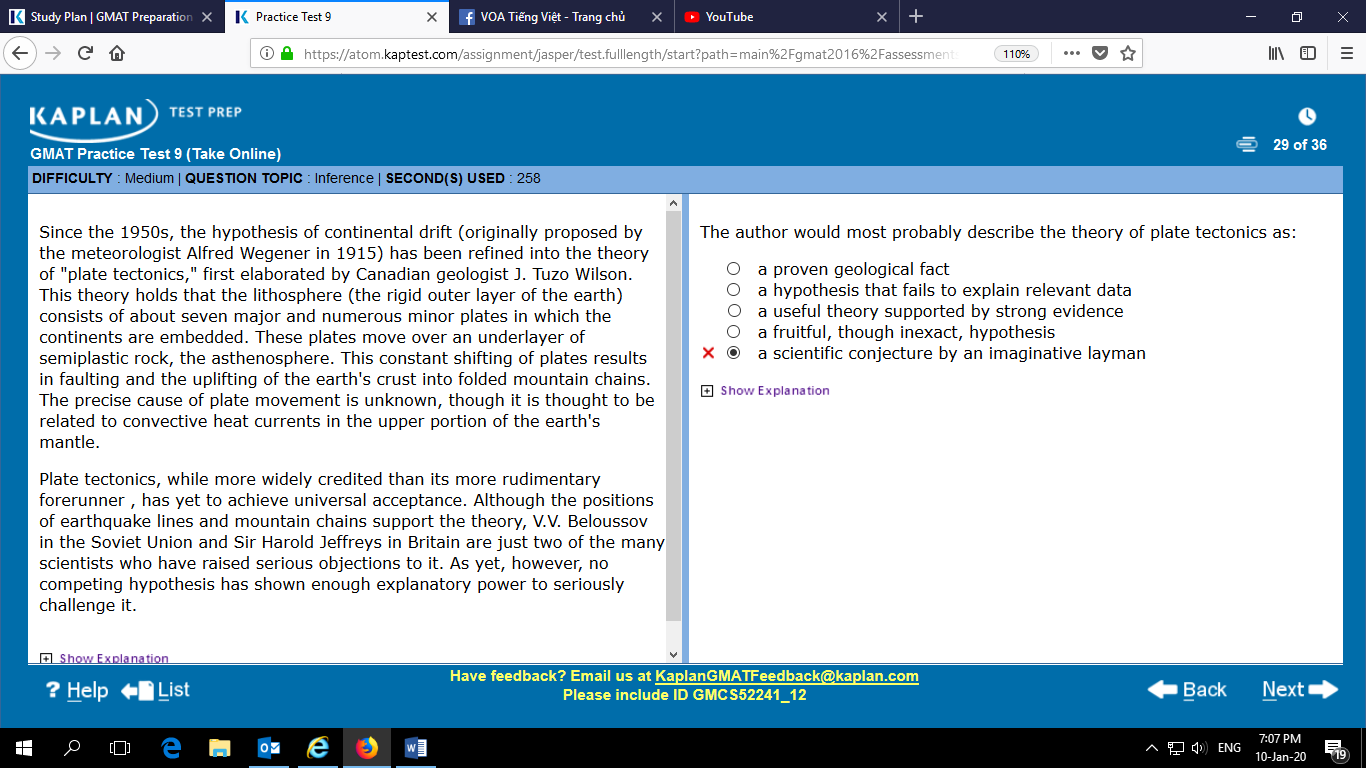 Study Plan | GMAT Preparation
Practice Test 9
VOA Tiếng Việt - Trang chủ
YouTube
https://atom.kaptest.com/assignment/jasper/test.fulllength/start?path=main%2Fgmat2016%2Fassessment
110%
KAPLAN TEST PREP
GMAT Practice Test 9 (Take Online)
29 of 36
DIFFICULTY : Medium | QUESTION TOPIC : Inference | SECOND(S) USED : 258
Since the 1950s, the hypothesis of continental drift (originally proposed by
the meteorologist Alfred Wegener in 1915) has been refined into the theory
of "plate tectonics," first elaborated by Canadian geologist J. Tuzo Wilson.
This theory holds that the lithosphere (the rigid outer layer of the earth)
consists of about seven major and numerous minor plates in which the
continents are embedded. These plates move over an underlayer of
semiplastic rock, the asthenosphere. This constant shifting of plates results
in faulting and the uplifting of the earth's crust into folded mountain chains.
The precise cause of plate movement is unknown, though it is thought to be
related to convective heat currents in the upper portion of the earth's
mantle.
Plate tectonics, while more widely credited than its more rudimentary
forerunner , has yet to achieve universal acceptance. Although the positions
of earthquake lines and mountain chains support the theory, V.V. Beloussov
in the Soviet Union and Sir Harold Jeffreys in Britain are just two of the many
scientists who have raised serious objections to it. As yet, however, no
competing hypothesis has shown enough explanatory power to seriously
challenge it.
Show Explanation
The author would most probably describe the theory of plate tectonics as:
a proven geological fact
a hypothesis that fails to explain relevant data
a useful theory supported by strong evidence
a fruitful, though inexact, hypothesis
a scientific conjecture by an imaginative layman
Show Explanation
? Help
List
Have feedback? Email us at KaplanGMATFeedback@kaplan.com
Please include ID GMCS52241_12
Back
Next
ENG
7:07 PM
10-Jan-20
19